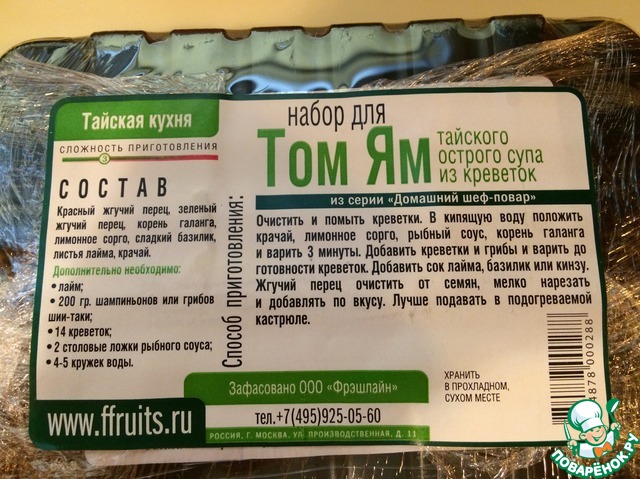 Тайская кухня
СЛОЖНОСТЬ ПРИГОТОВЛЕНИЯ
3
СОСТАВ
Красный жгучий перец, зеленый
жгучий перец, корень галанга,
лимонное сорго, сладкий базилик,
листья лайма, крачай.
Дополнительно необходимо:
• лайм;
• 200 гр. шампиньонов или грибов
шии-таки;
• 14 креветок;
• 2 столовые ложки рыбного соуса;
• 4-5 кружек воды.
www.ffruits.ru
набор для
Том Ям
тайского
острого супа
из креветок
из серии «Домашний шеф-повар»
Способ приготовления:
Очистить и помыть креветки. В кипящую воду положить
крачай, лимонное сорго, рыбный соус, корень галанга
и варить 3 минуты. Добавить креветки и грибы и варить до
готовности креветок. Добавить сок лайма, базилик или кинзу.
Жгучий перец очистить от семян, мелко нарезать
и добавлять по вкусу. Лучше подавать в подогреваемой
кастрюле.
ХРАНИТЬ
В ПРОХЛАДНОМ,
СУХОМ МЕСТЕ
Зафасовано ООО «Фрэшлайн»
тел.+7(495)925-05-60
РОССИЯ, Г. МОСКВА, УЛ. ПРОИЗВОДСТВЕННАЯ, Д. 11
ПОВАРЁНОК.РУ